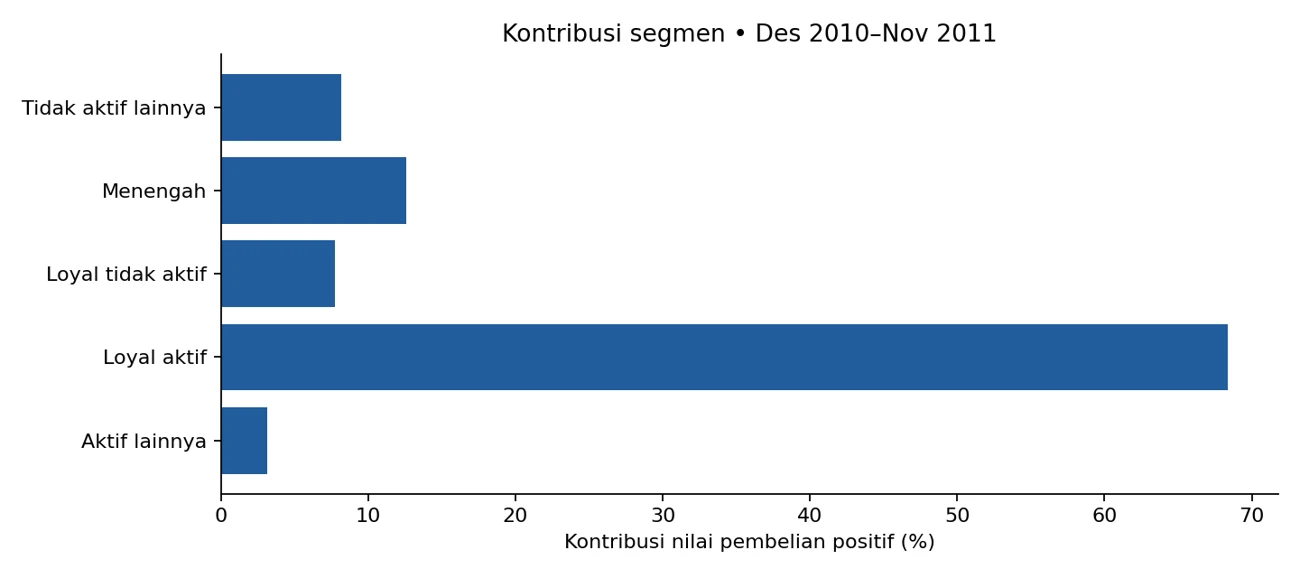 Kontribusi segmen • Des 2010–Nov 2011
Tidak aktif lainnya
Menengah
Loyal tidak aktif
Loyal aktif
Aktif lainnya
0 10 20 30 40 50 60 70
Kontribusi nilai pembelian positif (%)